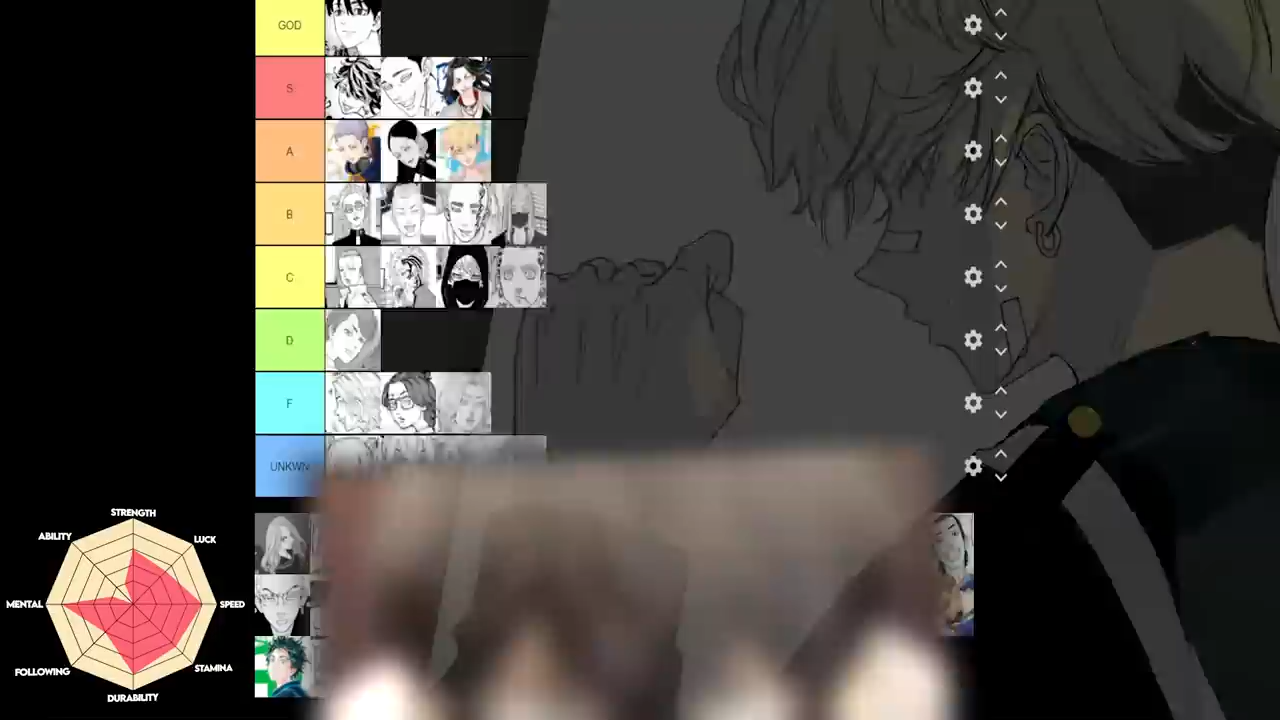 GOD
S
A
B
C
D
F
UNKWN
STRENGTH
ABILITY
LUCK
MENTAL
SPEED
FOLLOWING
STAMINA
DURABILITY